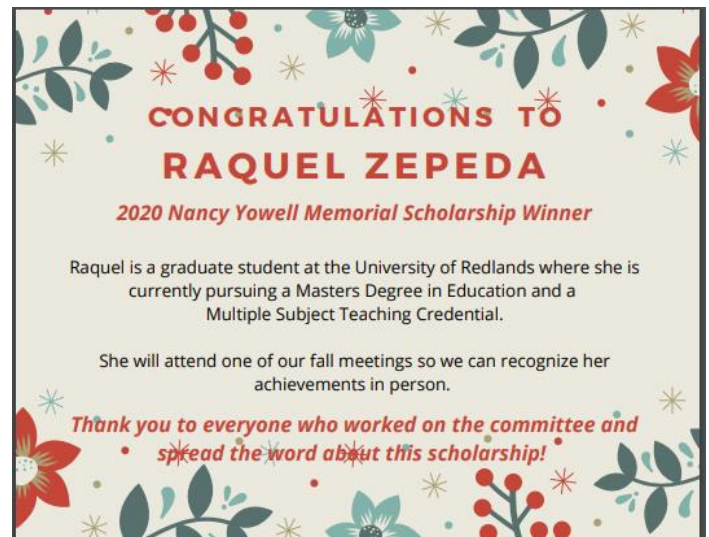 CONGRATULATIONS TO
RAQUEL ZEPEDA
2020 Nancy Yowell Memorial Scholarship Winner
Raquel is a graduate student at the University of Redlands where she is
currently pursuing a Masters Degree in Education and a
Multiple Subject Teaching Credential.
She will attend one of our fall meetings so we can recognize her
achievements in person.
Thank you to everyone who worked on the committee and
spread the word about this scholarship!